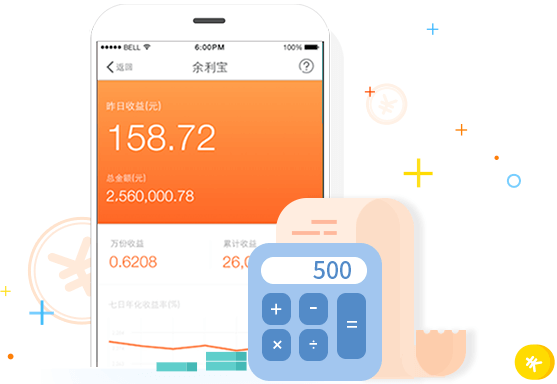 BELL 6:00PM 100%
返回 余利宝 ?
昨日收益(元)
158.72
总金额(元)
2,560,000.78
万份收益 累计收益
0.6208 26,0
七日年化收益率(%)
500
+ -
× ÷ =